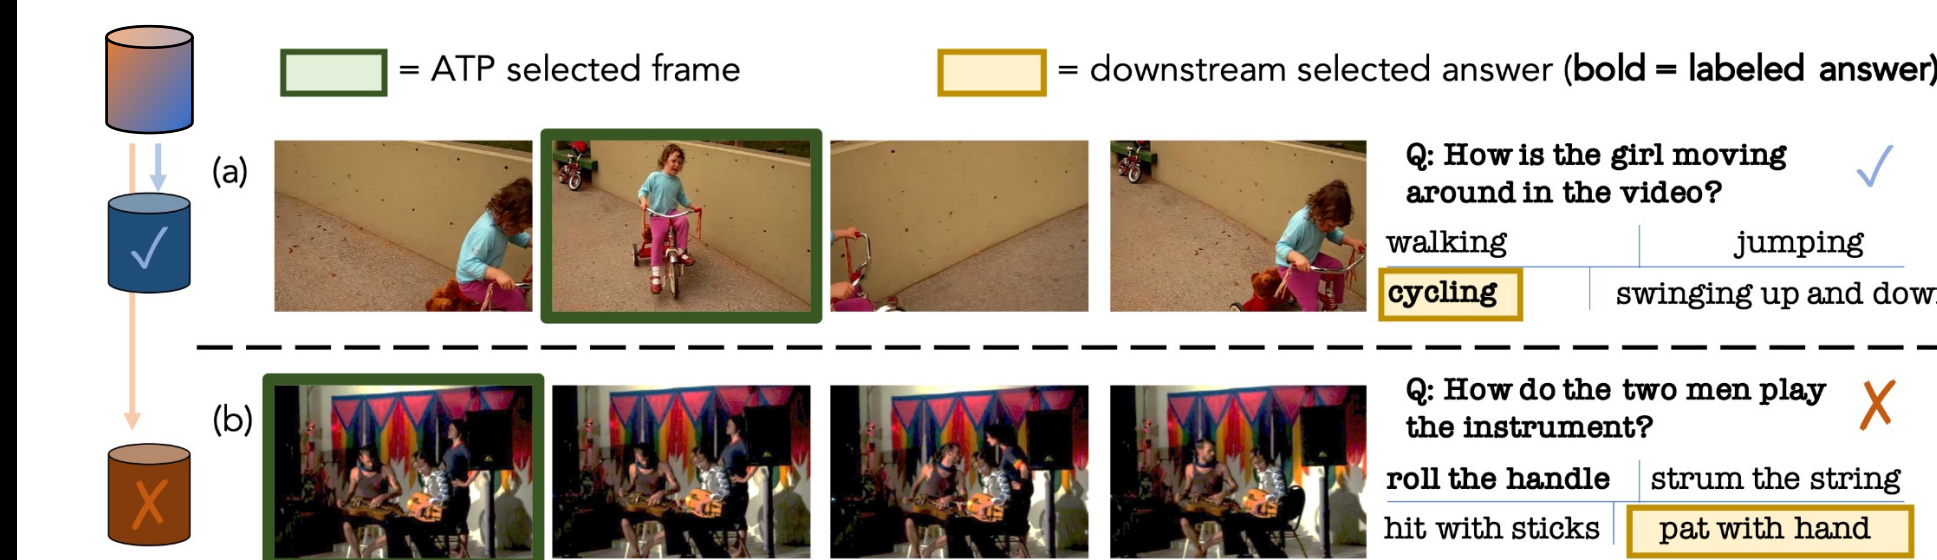 = ATP selected frame
= downstream selected answer (bold = labeled answer)
(a)
Q: How is the girl moving
around in the video?
walking
jumping
cycling
swinging up and dow
(b)
Q: How do the two men play
the instrument?
roll the handle
strum the string
hit with sticks
pat with hand